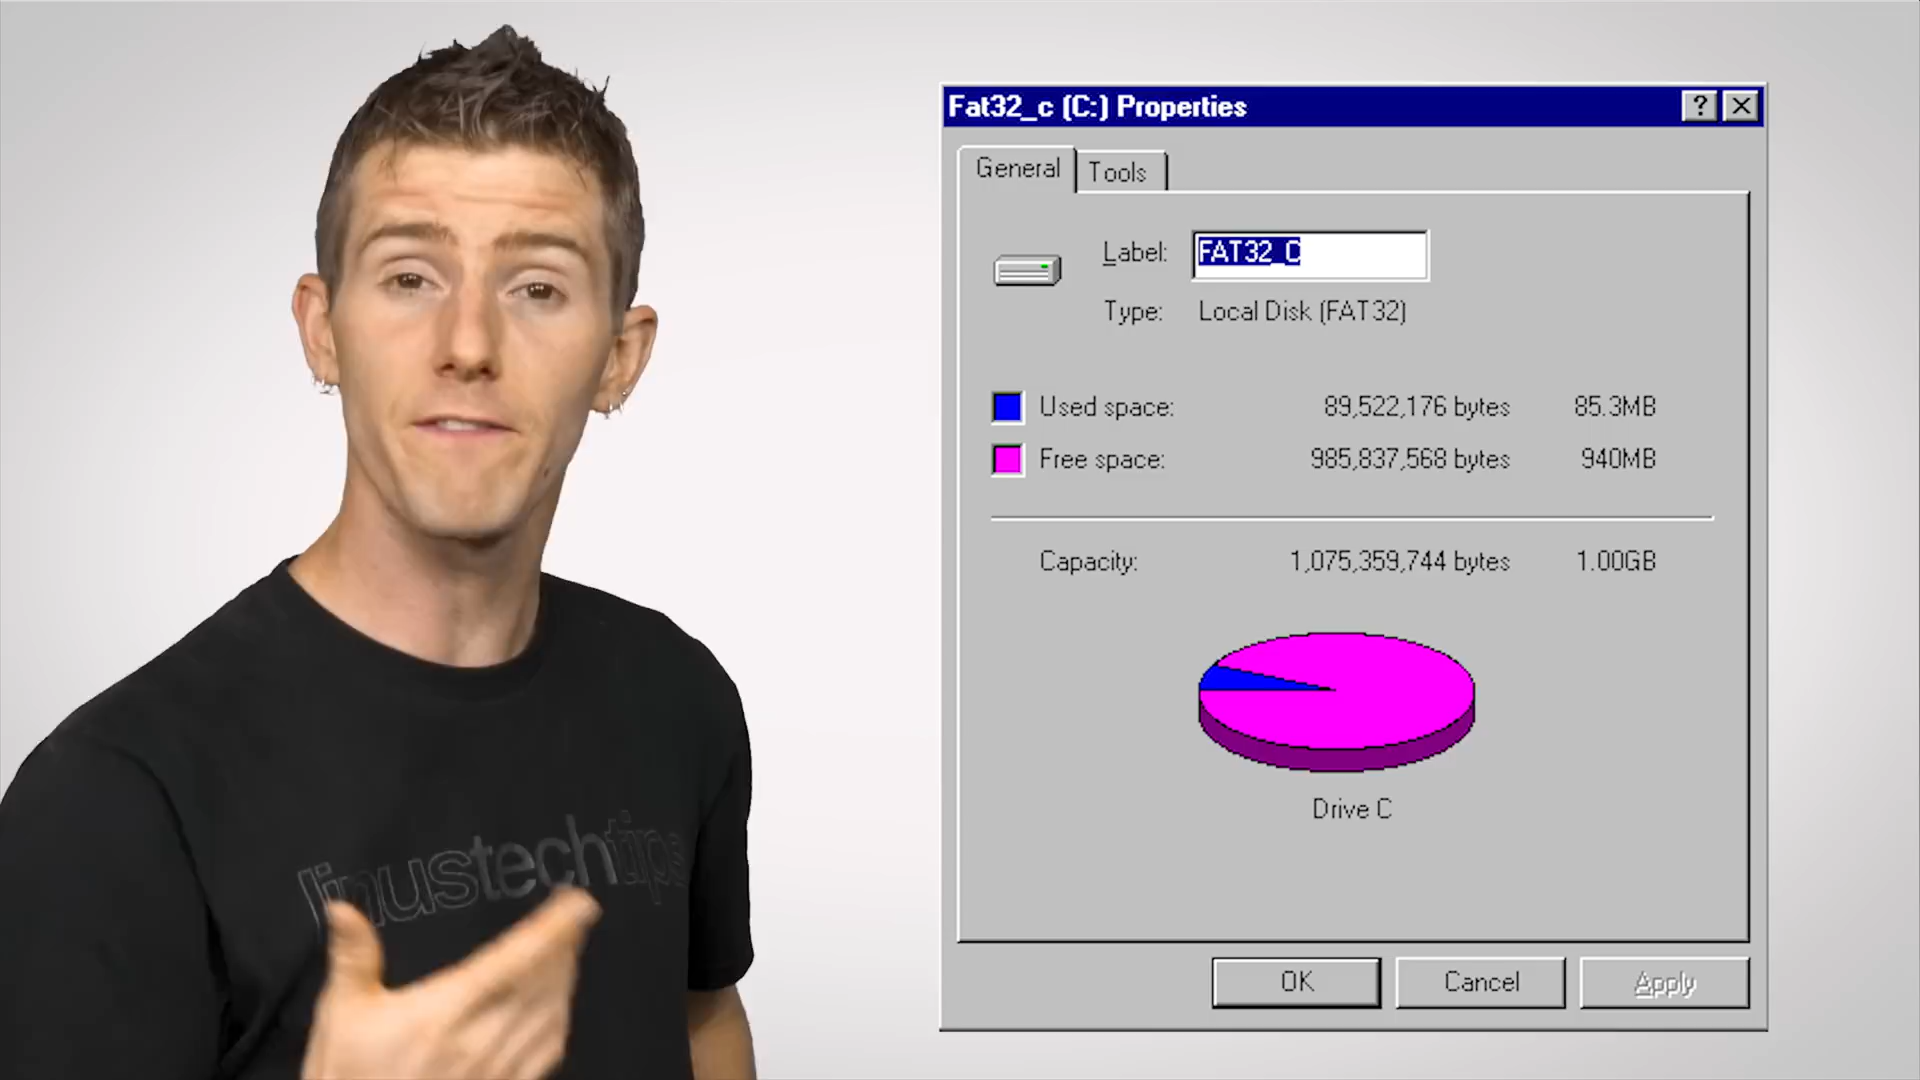 Fat32_c (C:) Properties
?
General
Tools
Label: FAT32_C
Type: Local Disk (FAT32)
Used space: 89,522,176 bytes 85.3MB
Free space: 985,837,568 bytes 940MB
Capacity: 1,075,359,744 bytes 1.00GB
Drive C
OK
Cancel
Apply
linustechtips